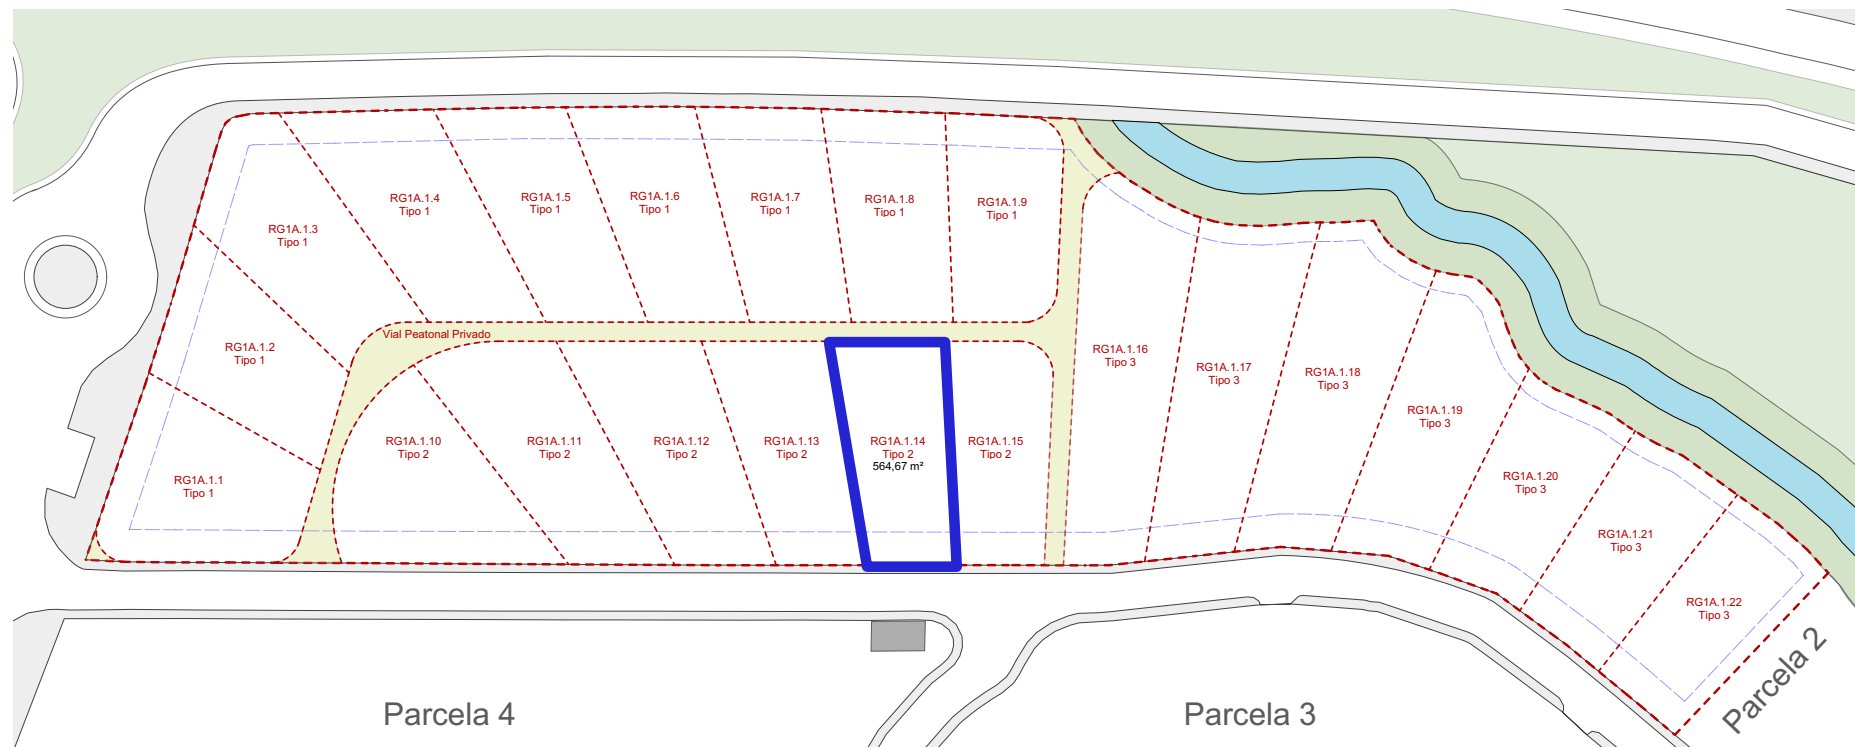 RG1A.1.1
Tipo 1
RG1A.1.2
Tipo 1
RG1A.1.3
Tipo 1
RG1A.1.4
Tipo 1
RG1A.1.5
Tipo 1
RG1A.1.6
Tipo 1
RG1A.1.7
Tipo 1
RG1A.1.8
Tipo 1
RG1A.1.9
Tipo 1
Vial Peatonal Privado
RG1A.1.10
Tipo 2
RG1A.1.11
Tipo 2
RG1A.1.12
Tipo 2
RG1A.1.13
Tipo 2
RG1A.1.14
Tipo 2
564,67 m²
RG1A.1.15
Tipo 2
RG1A.1.16
Tipo 3
RG1A.1.17
Tipo 3
RG1A.1.18
Tipo 3
RG1A.1.19
Tipo 3
RG1A.1.20
Tipo 3
RG1A.1.21
Tipo 3
RG1A.1.22
Tipo 3
Parcela 4
Parcela 3
Parcela 2